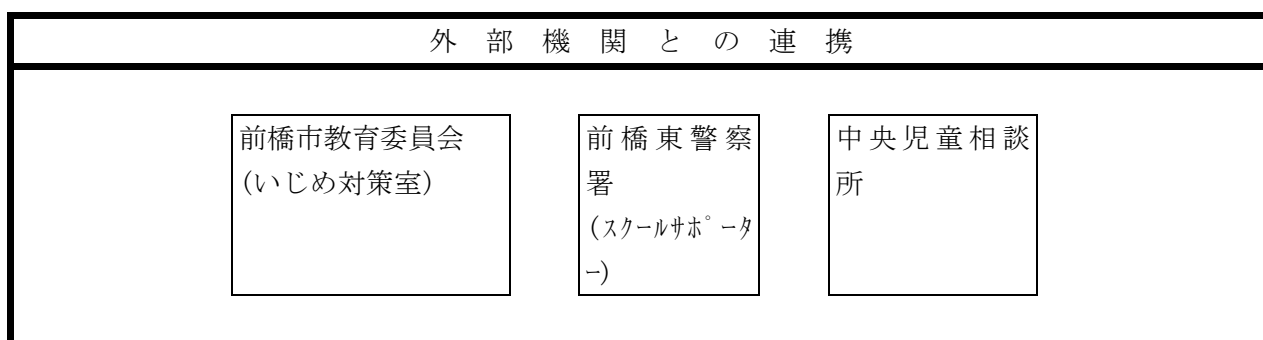 外部機関との連携
前橋市教育委員会
(いじめ対策室)
前橋東警察
署
(ｽｸｰﾙｻﾎﾟｰﾀ
ｰ)
中央児童相談
所